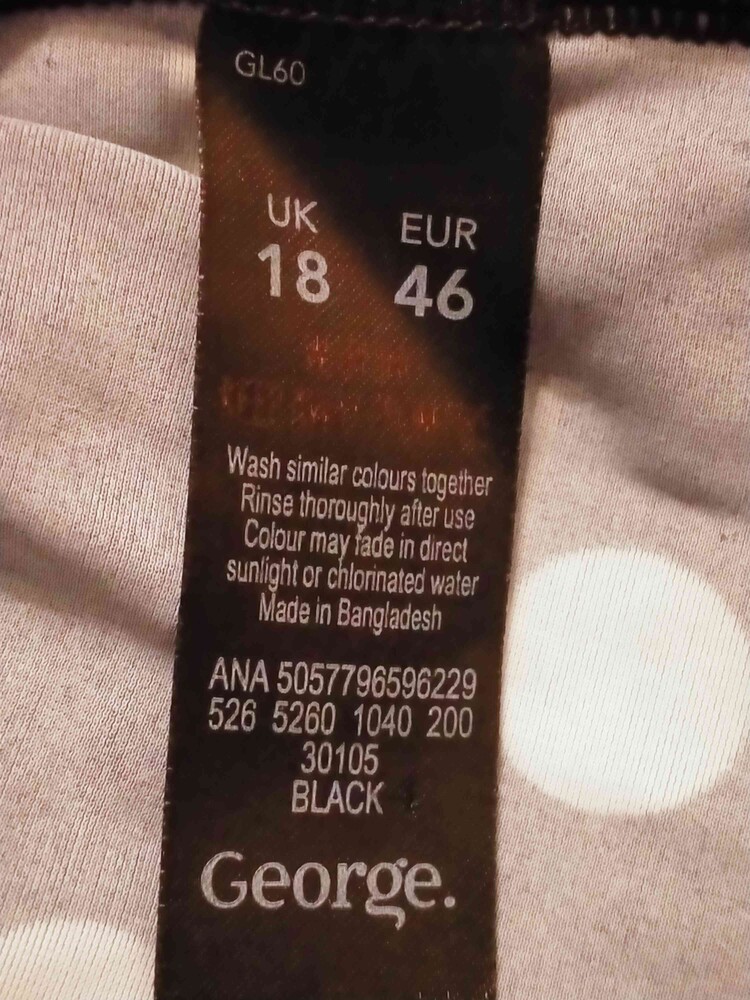 GL60
UK EUR
18 46
Wash similar colours together
Rinse thoroughly after use
Colour may fade in direct
sunlight or chlorinated water
Made in Bangladesh
ANA 5057796596229
526 5260 1040 200
30105
BLACK
George.